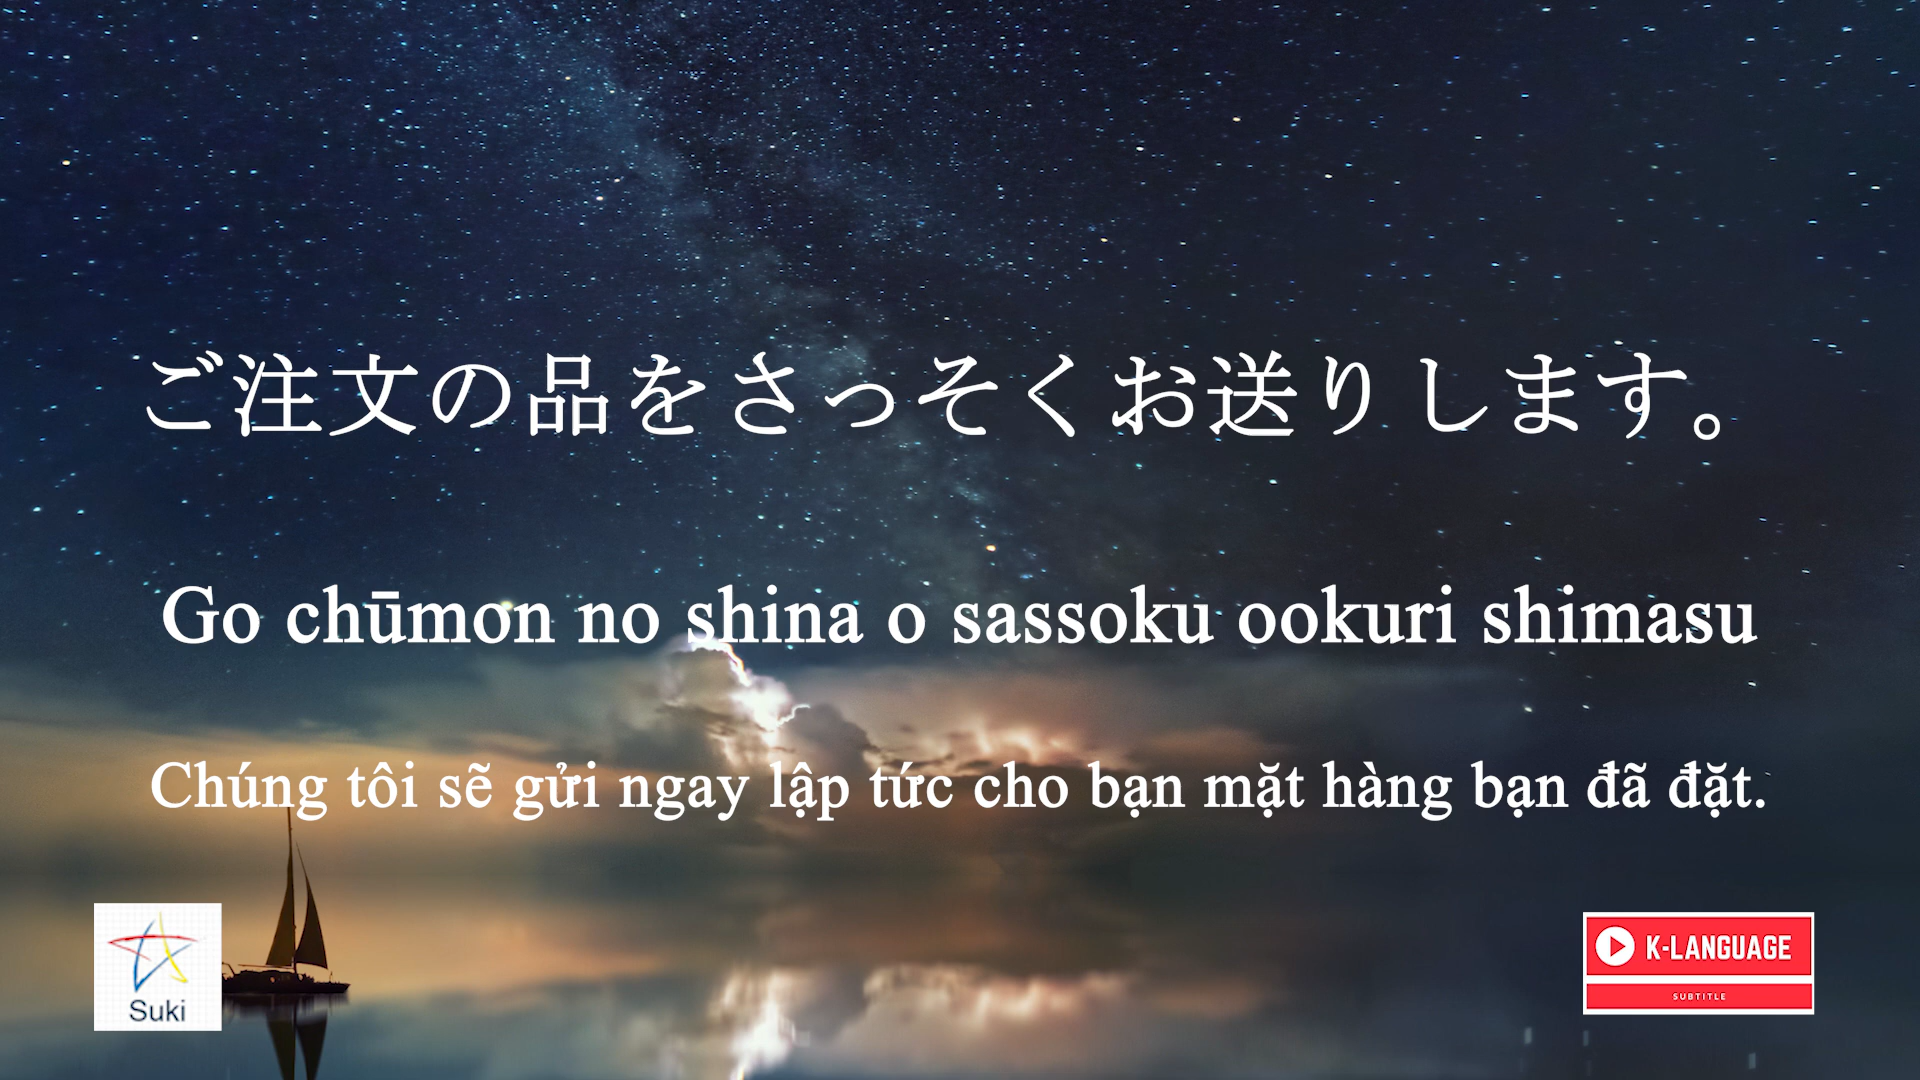 ご注文の品をさっそくお送りします。
Go chūmon no shina o sassoku ookuri shimasu
Chúng tôi sẽ gửi ngay lập tức cho bạn mặt hàng bạn đã đặt.
Suki
K-LANGUAGE
SUBTITLE